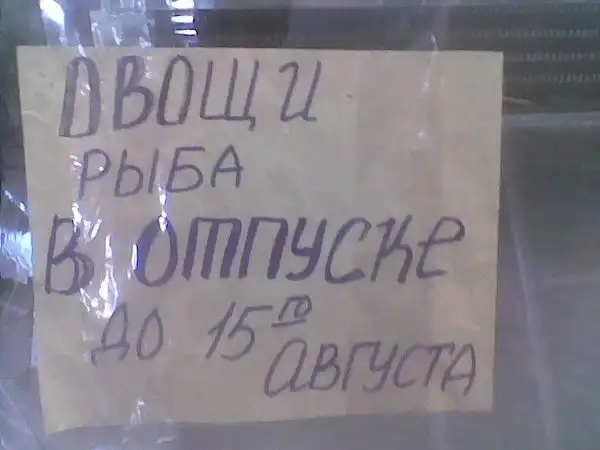 ОВОЩИ
РЫБА
В ОТПУСКЕ
ДО 15го
АВГУСТА